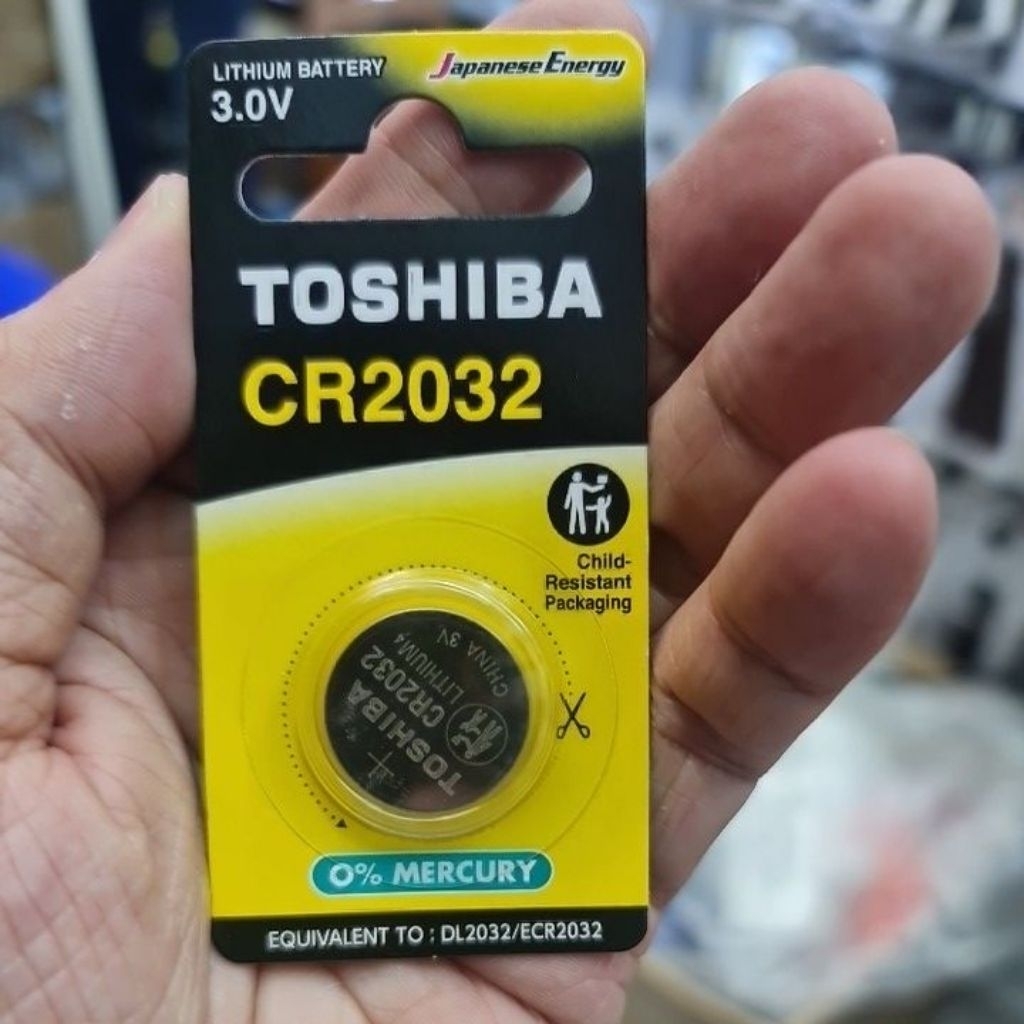 LITHIUM BATTERY
3.0V
Japanese Energy
TOSHIBA
CR2032
Child-
Resistant
Packaging
TOSHIBA
CR2032
LITHIUM
CHINA 3V
+
0% MERCURY
EQUIVALENT TO : DL2032/ECR2032